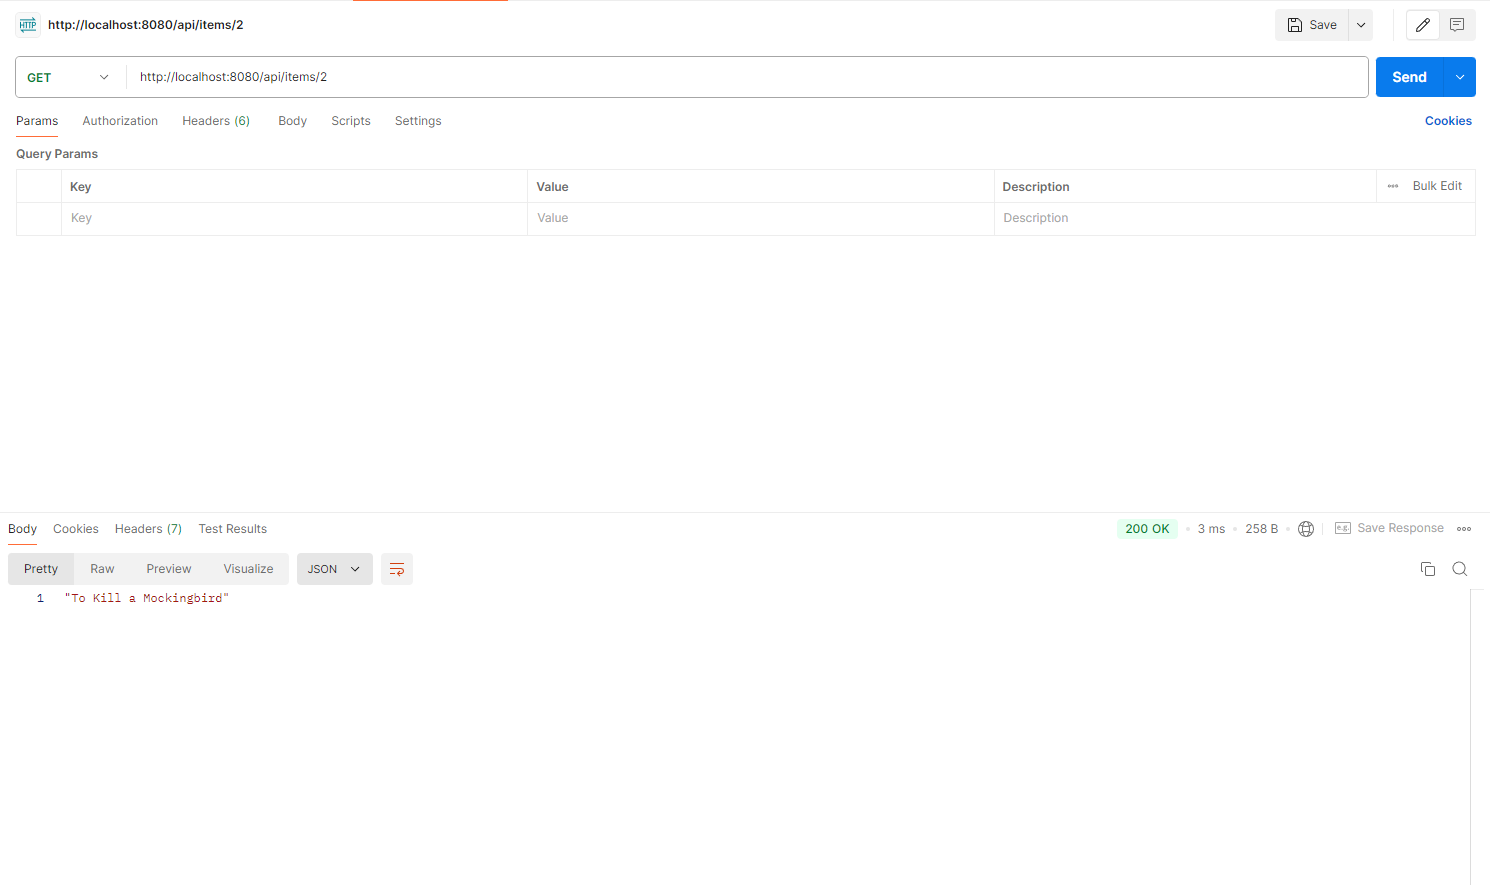 HTTP http://localhost:8080/api/items/2 Save
GET http://localhost:8080/api/items/2 Send
Params Authorization Headers (6) Body Scripts Settings Cookies
Query Params
Key Value Description Bulk Edit
Key Value Description
Body Cookies Headers (7) Test Results 200 OK 3 ms 258 B e.g. Save Response
Pretty Raw Preview Visualize JSON
1 "To Kill a Mockingbird"